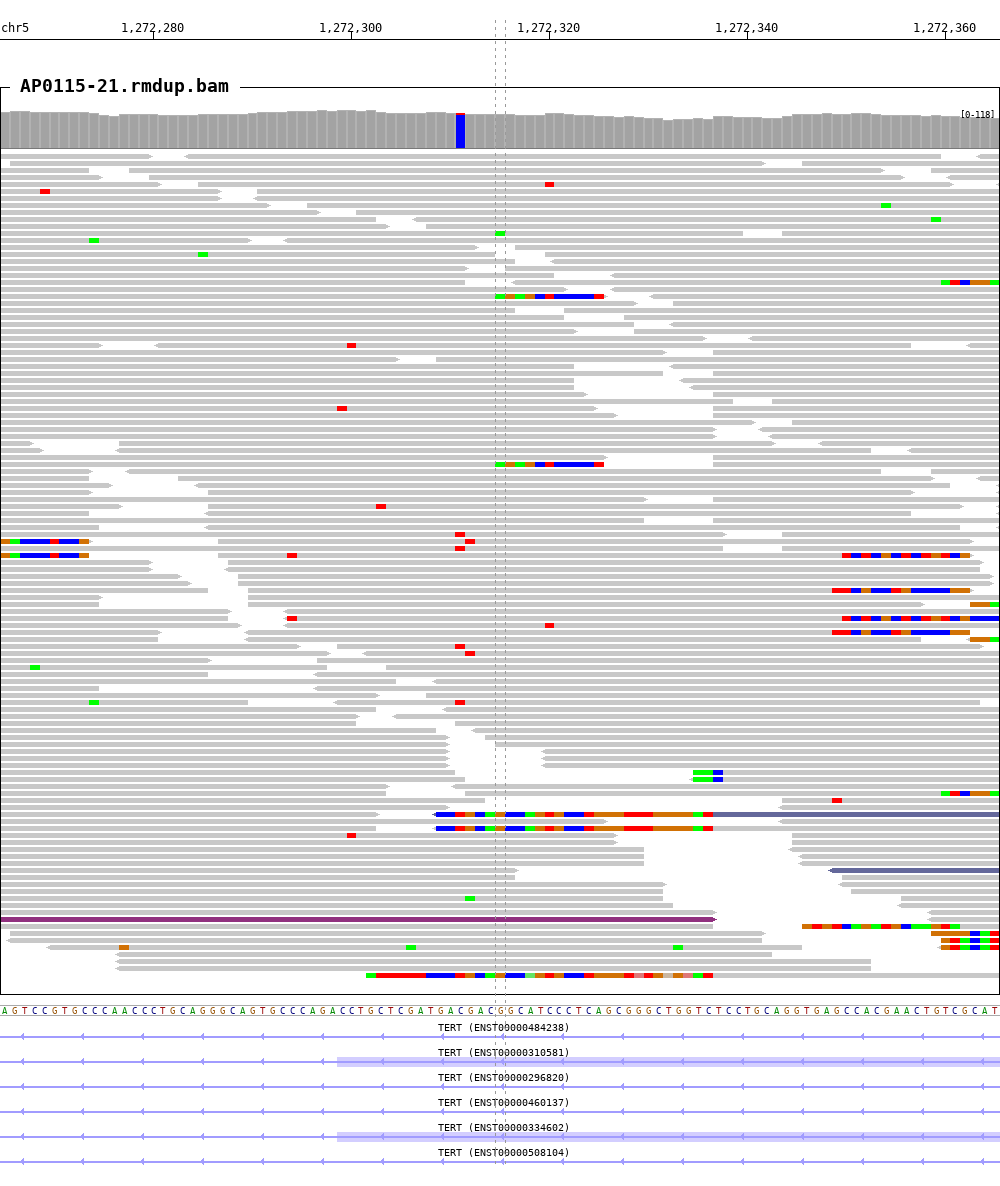 chr5 1,272,280 1,272,300 1,272,320 1,272,340 1,272,360
AP0115-21.rmdup.bam
[0-118]
AGTCCGTGCCCAACCCTGCAGGGCAGTGCCCAGACCTGCTCGATGACGACGGCATCCCTCAGCGGGCTGGTCTCCTGCAGGTGAGCCACGAACTGTCGCAT
TERT (ENST00000484238)
TERT (ENST00000310581)
TERT (ENST00000296820)
TERT (ENST00000460137)
TERT (ENST00000334602)
TERT (ENST00000508104)